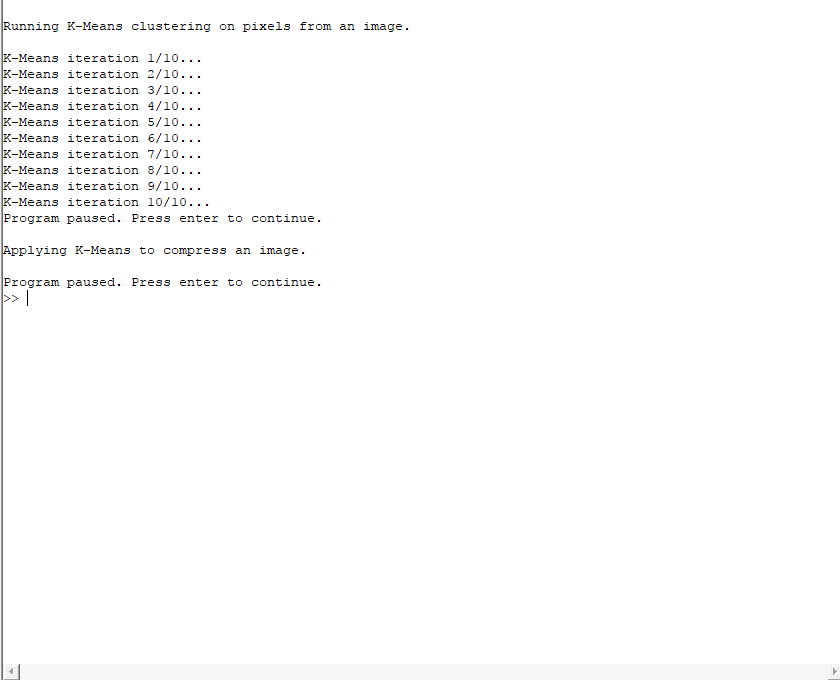 Running K-Means clustering on pixels from an image.
K-Means iteration 1/10...
K-Means iteration 2/10...
K-Means iteration 3/10...
K-Means iteration 4/10...
K-Means iteration 5/10...
K-Means iteration 6/10...
K-Means iteration 7/10...
K-Means iteration 8/10...
K-Means iteration 9/10...
K-Means iteration 10/10...
Program paused. Press enter to continue.
Applying K-Means to compress an image.
Program paused. Press enter to continue.
>>